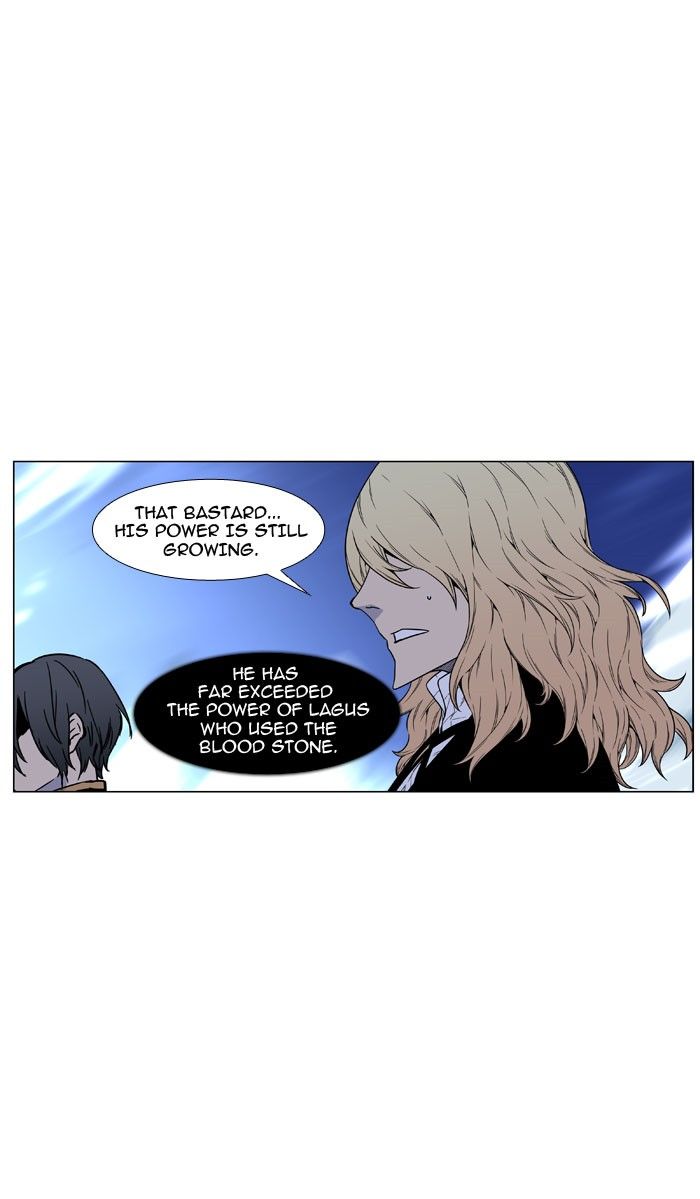 THAT BASTARD...
HIS POWER IS STILL
GROWING.
HE HAS
FAR EXCEEDED
THE POWER OF LAGUS
WHO USED THE
BLOOD STONE.